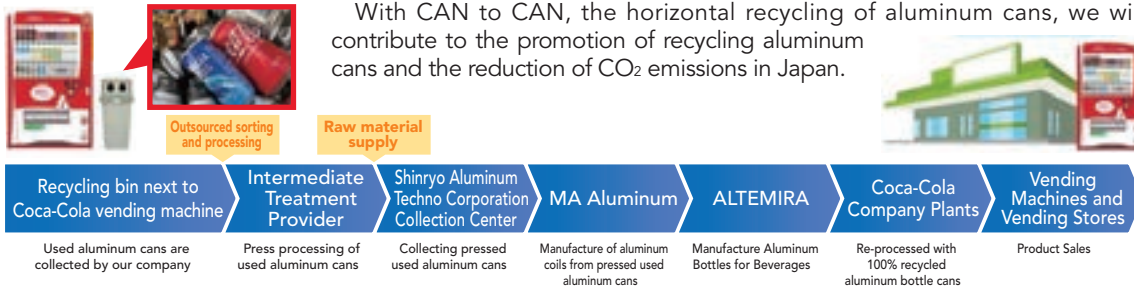 With CAN to CAN, the horizontal recycling of aluminum cans, we wi
contribute to the promotion of recycling aluminum
cans and the reduction of CO2 emissions in Japan.
Outsourced sorting
and processing
Raw material
supply
Recycling bin next to
Coca-Cola vending machine
Intermediate
Treatment
Provider
Shinryo Aluminum
Techno Corporation
Collection Center
MA Aluminum
ALTEMIRA
Coca-Cola
Company Plants
Vending
Machines and
Vending Stores
Used aluminum cans are
collected by our company
Press processing of
used aluminum cans
Collecting pressed
used aluminum cans
Manufacture of aluminum
coils from pressed used
aluminum cans
Manufacture Aluminum
Bottles for Beverages
Re-processed with
100% recycled
aluminum bottle cans
Product Sales